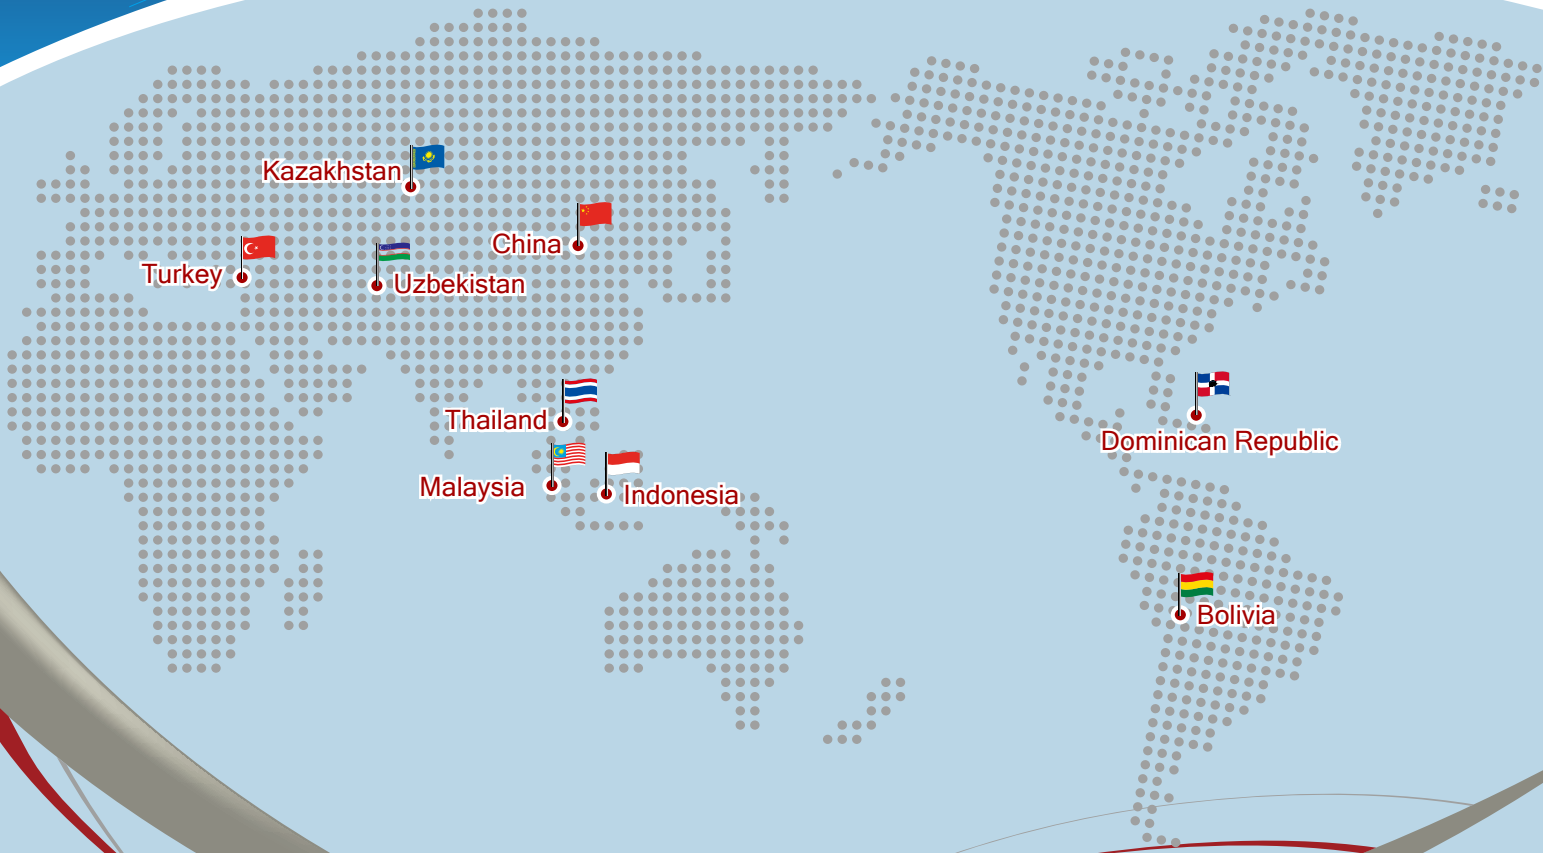 Kazakhstan
China
Turkey
Uzbekistan
Thailand
Dominican Republic
Malaysia
Indonesia
Bolivia